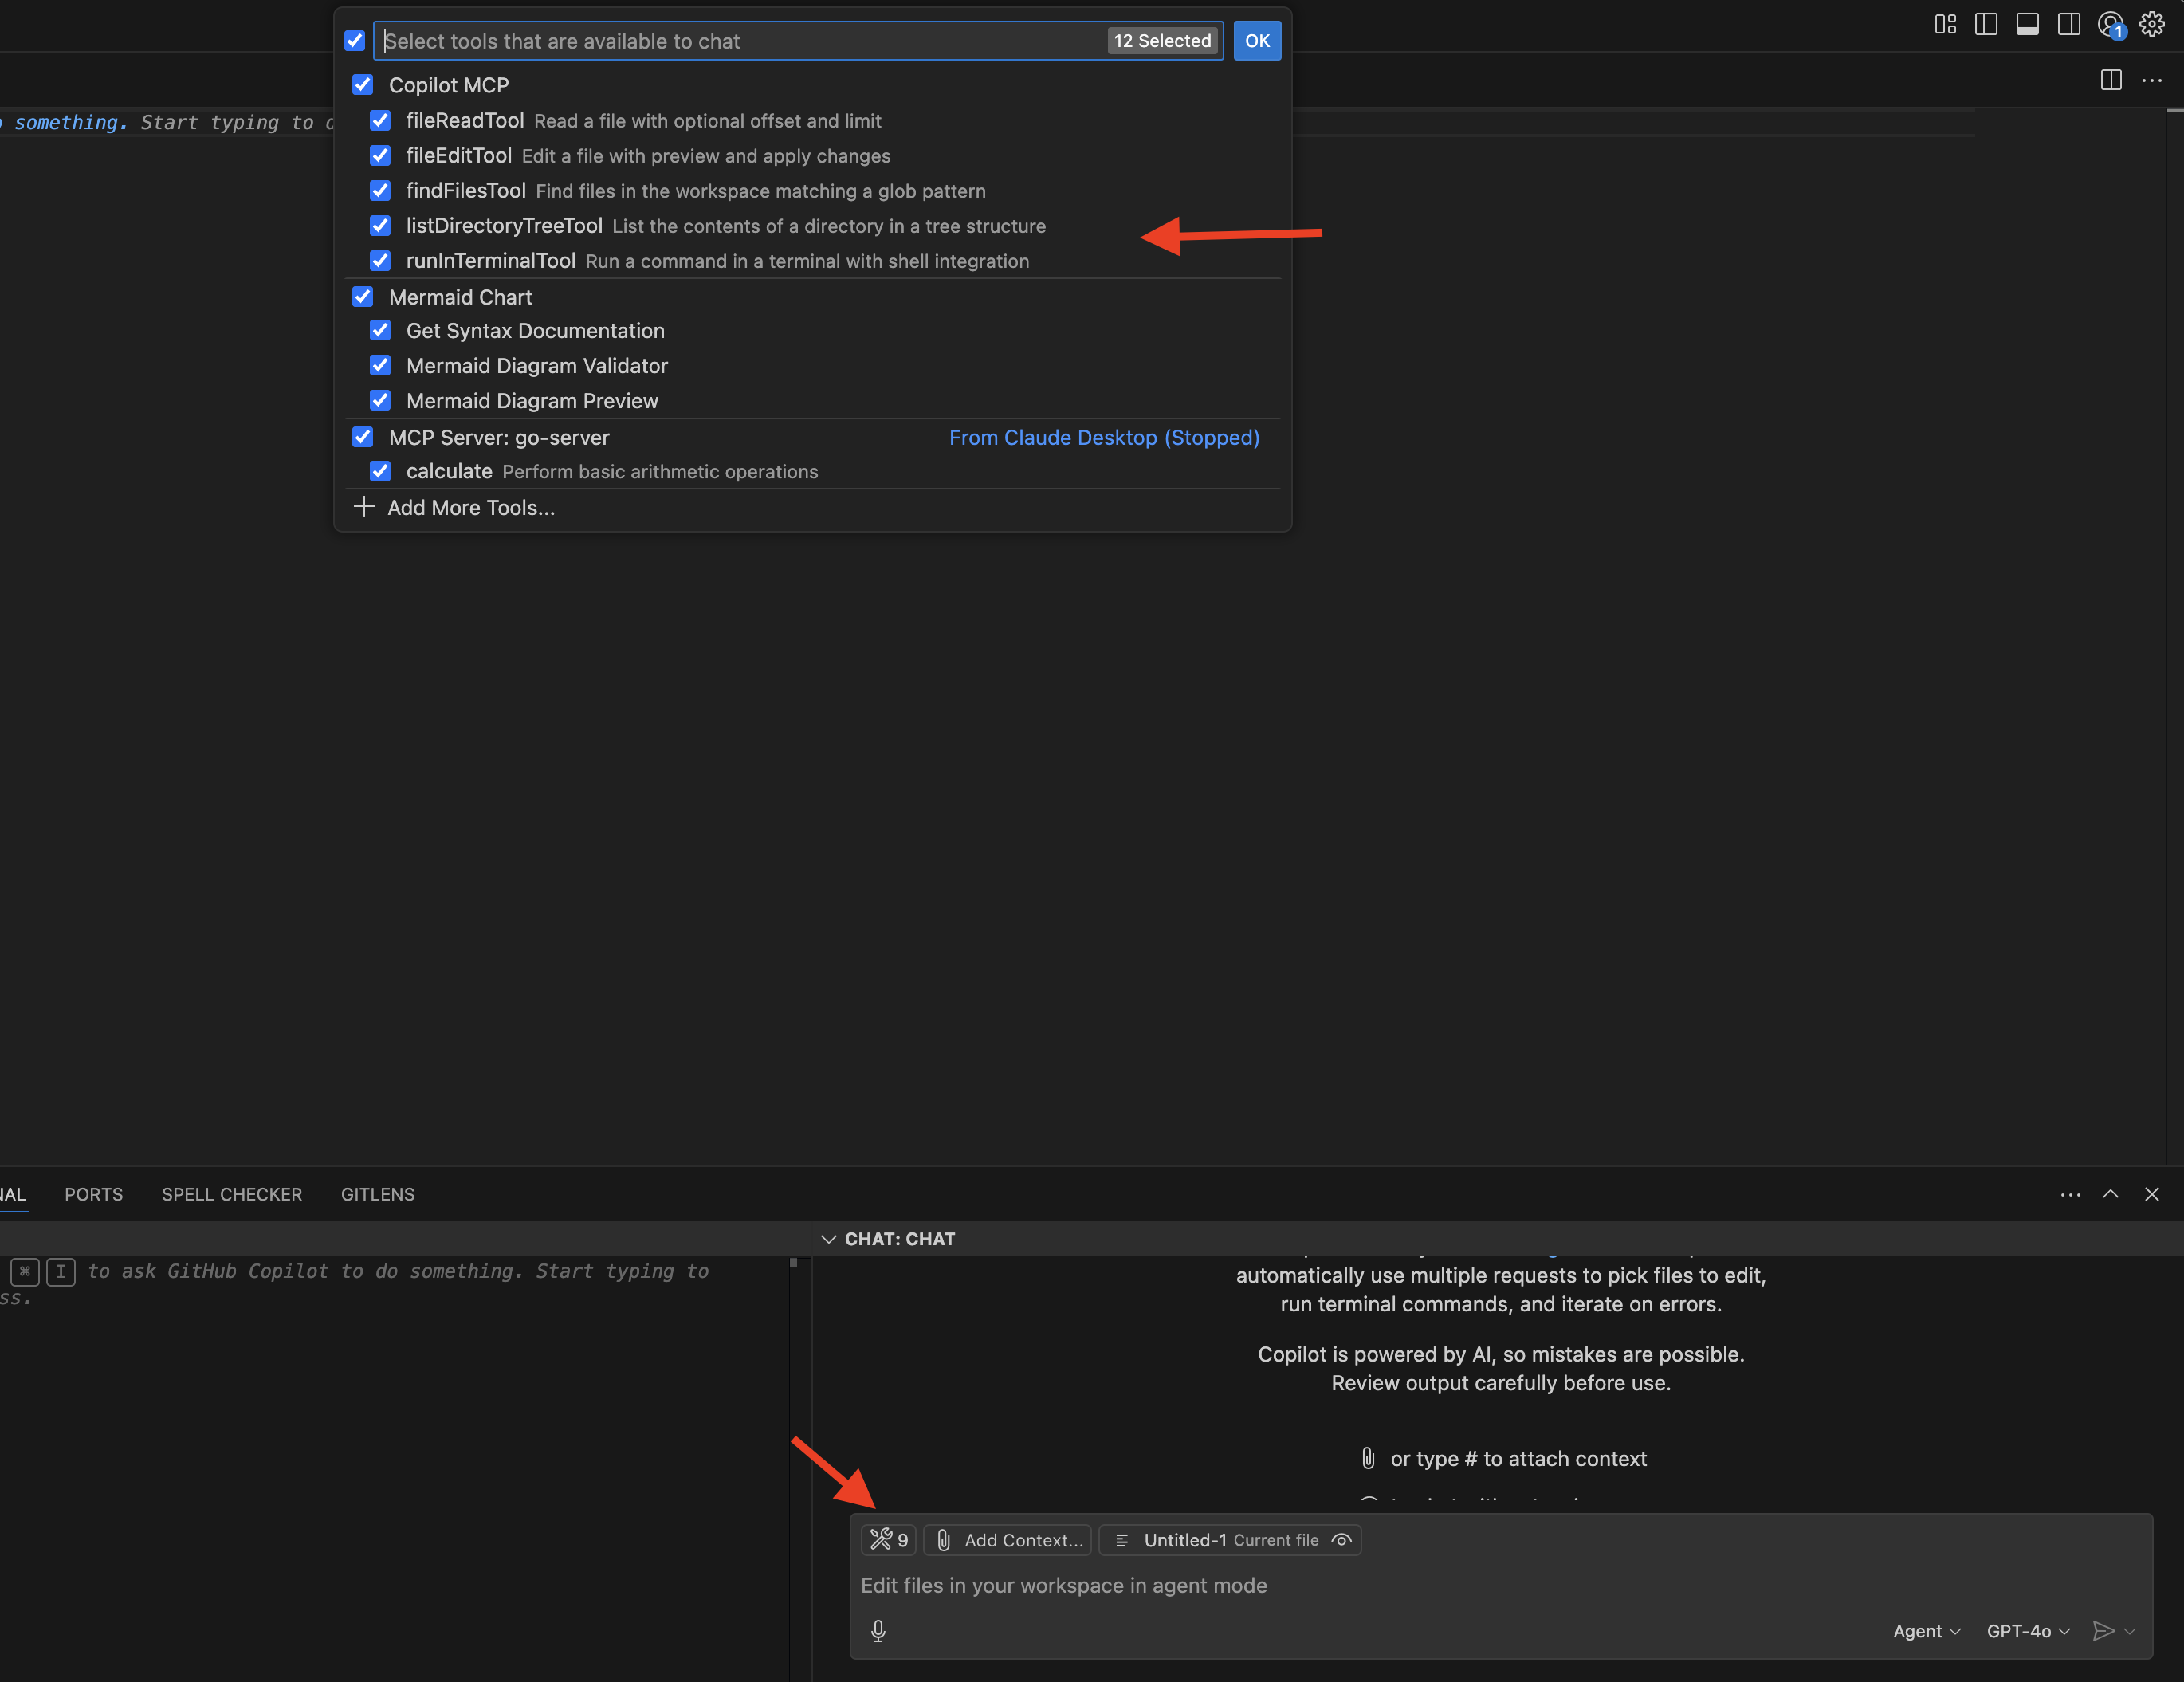 Select tools that are available to chat 12 Selected OK
1
Copilot MCP
fileReadTool Read a file with optional offset and limit
something. Start typing to d
fileEditTool Edit a file with preview and apply changes
findFilesTool Find files in the workspace matching a glob pattern
listDirectoryTreeTool List the contents of a directory in a tree structure
runInTerminalTool Run a command in a terminal with shell integration
Mermaid Chart
Get Syntax Documentation
Mermaid Diagram Validator
Mermaid Diagram Preview
MCP Server: go-server From Claude Desktop (Stopped)
calculate Perform basic arithmetic operations
Add More Tools...
NAL PORTS SPELL CHECKER GITLENS
CHAT: CHAT
⌘ I to ask GitHub Copilot to do something. Start typing to
ss.
automatically use multiple requests to pick files to edit,
run terminal commands, and iterate on errors.
Copilot is powered by AI, so mistakes are possible.
Review output carefully before use.
or type # to attach context
9 Add Context... Untitled-1 Current file
Edit files in your workspace in agent mode
Agent GPT-4o